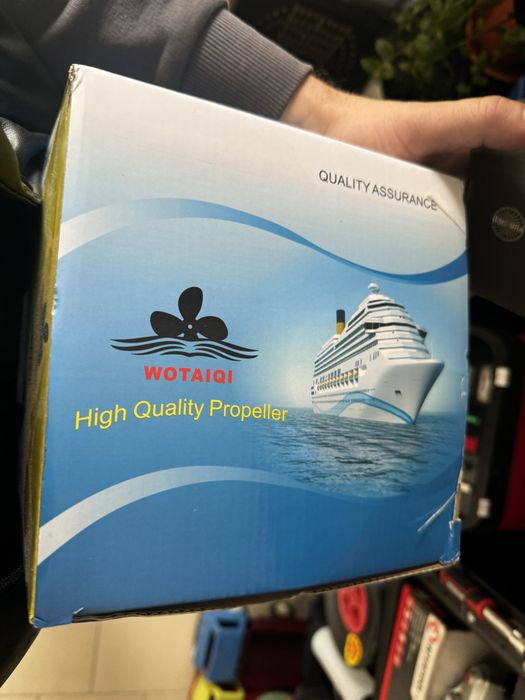 QUALITY ASSURANCE
WOTAIQI
High Quality Propeller